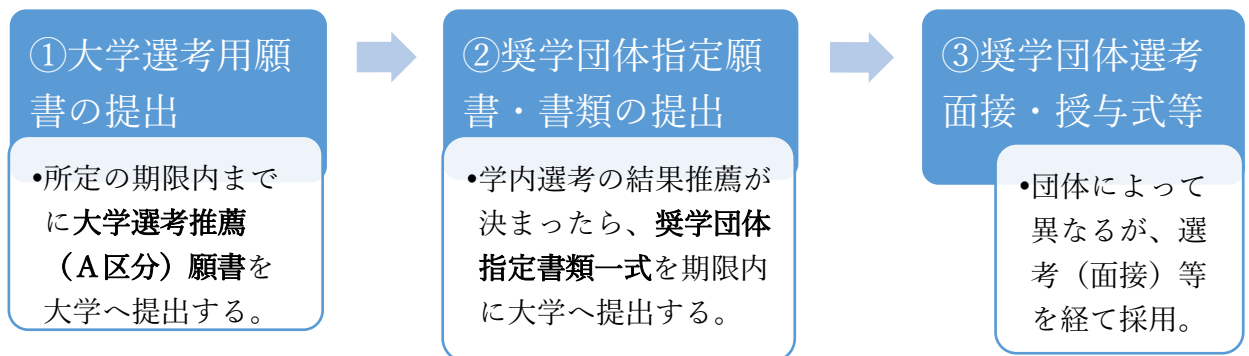 ①大学選考用願
書の提出
•所定の期限内まで
に大学選考推薦
（Ａ区分）願書を
大学へ提出する。
②奨学団体指定願
書・書類の提出
•学内選考の結果推薦が
決まったら、奨学団体
指定書類一式を期限内
に大学へ提出する。
③奨学団体選考
面接・授与式等
•団体によって
異なるが、選
考（面接）等
を経て採用。